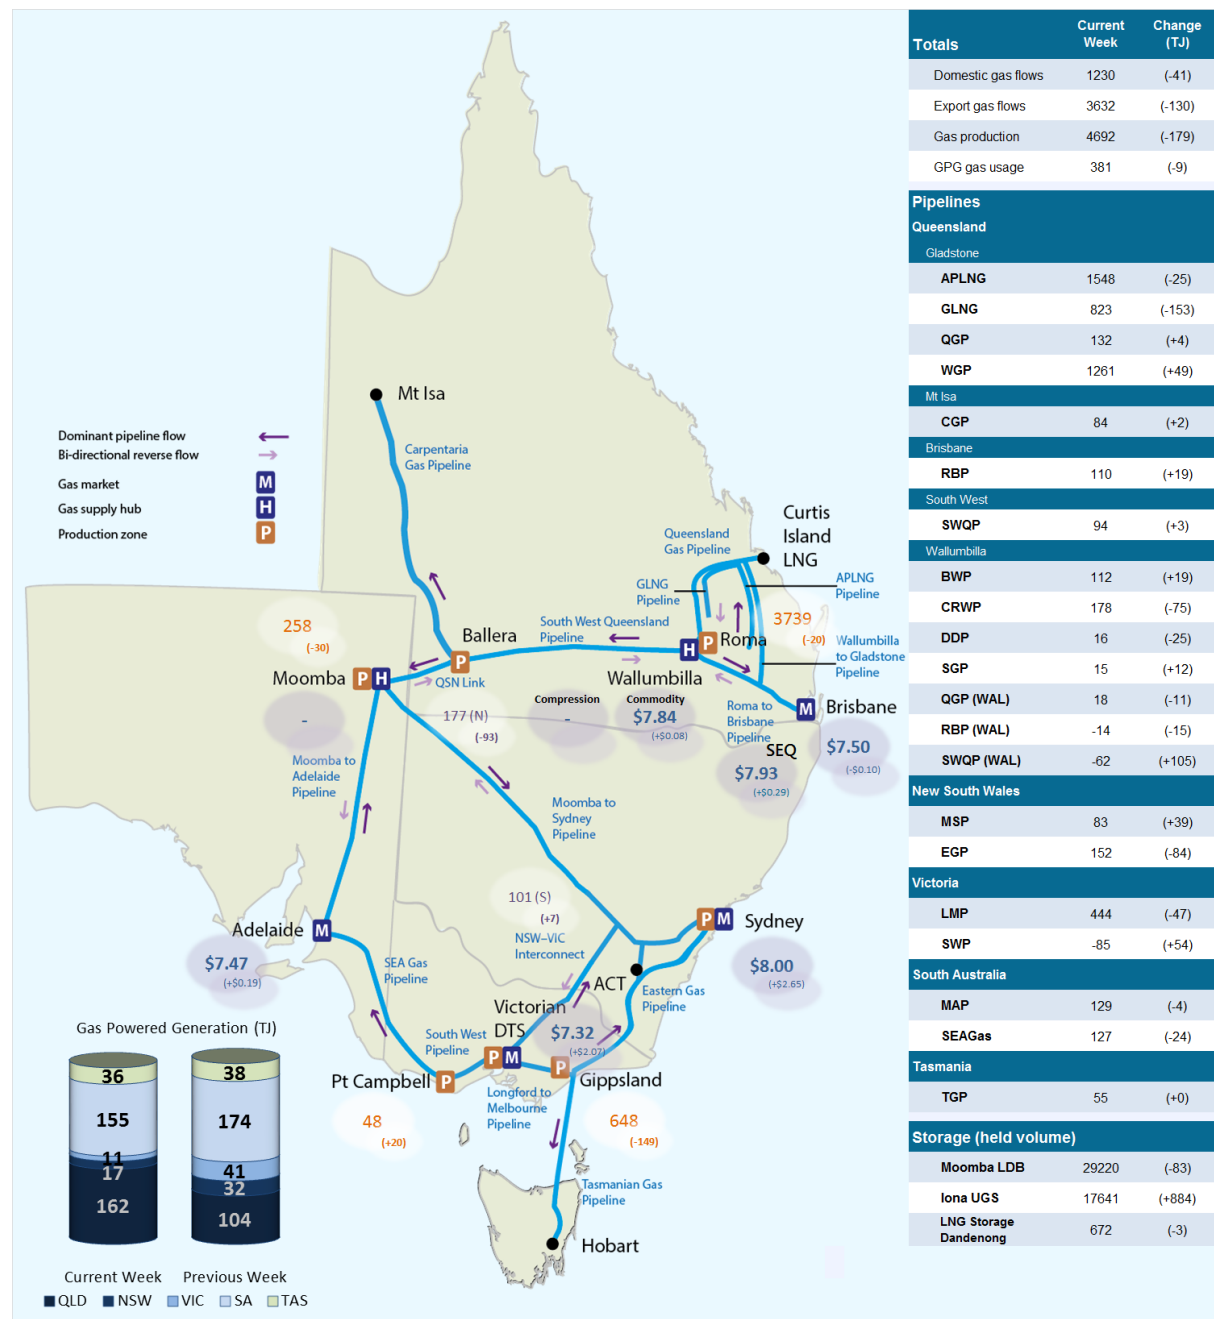 Mt Isa
Dominant pipeline flow
Bi-directional reverse flow
Gas market M
Gas supply hub H
Production zone P
Carpentaria
Gas Pipeline
Curtis
Island
LNG
Queensland
Gas Pipeline
GLNG
Pipeline
APLNG
Pipeline
3739
(-20)
258
(-30)
South West Queensland
Pipeline
Ballera
P
H P Roma
Wallumbilla
to Gladstone
Pipeline
Moomba P H
QSN Link
Wallumbilla
Compression
-
Commodity
$7.84
(+$0.08)
Roma to
Brisbane
Pipeline
M Brisbane
-
177 (N)
(-93)
SEQ
$7.93
(+$0.29)
$7.50
(-$0.10)
Moomba to
Adelaide
Pipeline
Moomba to
Sydney
Pipeline
101 (S)
(+7)
NSW-VIC
Interconnect
Adelaide M
$7.47
(+$0.19)
P M Sydney
$8.00
(+$2.65)
SEA Gas
Pipeline
ACT
Eastern Gas
Pipeline
Victorian
DTS
$7.32
(+$2.07)
South West
Pipeline
P M
P
Gippsland
Pt Campbell P
Longford to
Melbourne
Pipeline
48
(+20)
648
(-149)
Tasmanian Gas
Pipeline
Hobart
Gas Powered Generation (TJ)
36
155
11
17
162
38
174
41
32
104
Current Week Previous Week
QLD NSW VIC SA TAS
Totals Current Week Change (TJ)
Domestic gas flows 1230 (-41)
Export gas flows 3632 (-130)
Gas production 4692 (-179)
GPG gas usage 381 (-9)
Pipelines
Queensland
Gladstone
APLNG 1548 (-25)
GLNG 823 (-153)
QGP 132 (+4)
WGP 1261 (+49)
Mt Isa
CGP 84 (+2)
Brisbane
RBP 110 (+19)
South West
SWQP 94 (+3)
Wallumbilla
BWP 112 (+19)
CRWP 178 (-75)
DDP 16 (-25)
SGP 15 (+12)
QGP (WAL) 18 (-11)
RBP (WAL) -14 (-15)
SWQP (WAL) -62 (+105)
New South Wales
MSP 83 (+39)
EGP 152 (-84)
Victoria
LMP 444 (-47)
SWP -85 (+54)
South Australia
MAP 129 (-4)
SEAGas 127 (-24)
Tasmania
TGP 55 (+0)
Storage (held volume)
Moomba LDB 29220 (-83)
Iona UGS 17641 (+884)
LNG Storage
Dandenong 672 (-3)